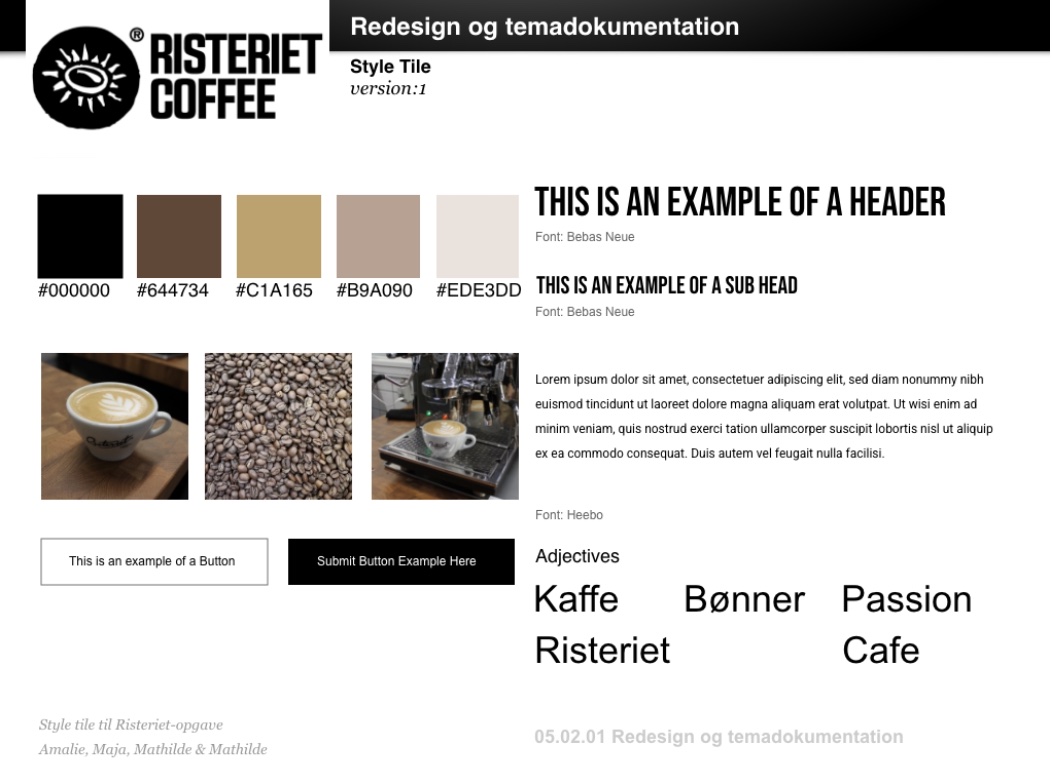 Redesign og temadokumentation
® RISTERIET
COFFEE
Style Tile
version:1
#000000
#644734
#C1A165
#B9A090
#EDE3DD
THIS IS AN EXAMPLE OF A HEADER
Font: Bebas Neue
THIS IS AN EXAMPLE OF A SUB HEAD
Font: Bebas Neue
Lorem ipsum dolor sit amet, consectetuer adipiscing elit, sed diam nonummy nibh
euismod tincidunt ut laoreet dolore magna aliquam erat volutpat. Ut wisi enim ad
minim veniam, quis nostrud exerci tation ullamcorper suscipit lobortis nisl ut aliquip
ex ea commodo consequat. Duis autem vel feugait nulla facilisi.
Font: Heebo
This is an example of a Button
Submit Button Example Here
Adjectives
Kaffe Bønner Passion
Risteriet Cafe
Style tile til Risteriet-opgave
Amalie, Maja, Mathilde & Mathilde
05.02.01 Redesign og temadokumentation